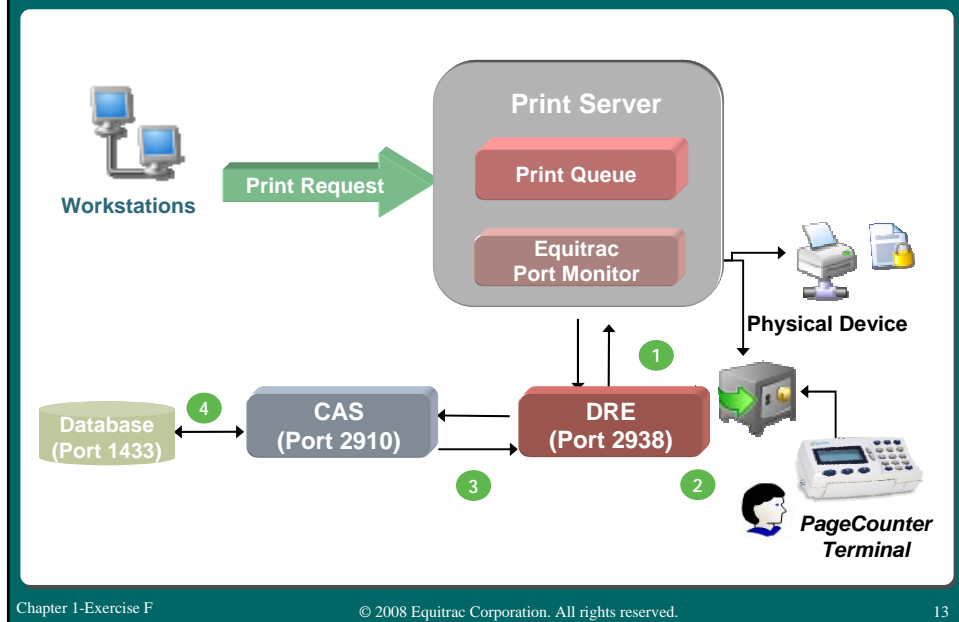 Print Server
Print Queue
Print Request
Workstations
Equitrac
Port Monitor
Physical Device
1
4
CAS
(Port 2910)
DRE
(Port 2938)
Database
(Port 1433)
3
2
PageCounter
Terminal
Chapter 1-Exercise F
© 2008 Equitrac Corporation. All rights reserved.
13